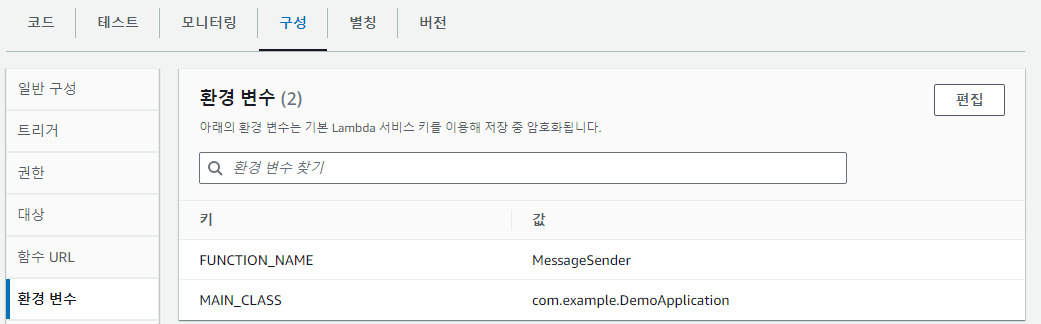 코드 테스트 모니터링 구성 별칭 버전
일반 구성
트리거
권한
대상
함수 URL
환경 변수
환경 변수 (2)
편집
아래의 환경 변수는 기본 Lambda 서비스 키를 이용해 저장 중 암호화됩니다.
환경 변수 찾기
키 값
FUNCTION_NAME MessageSender
MAIN_CLASS com.example.DemoApplication